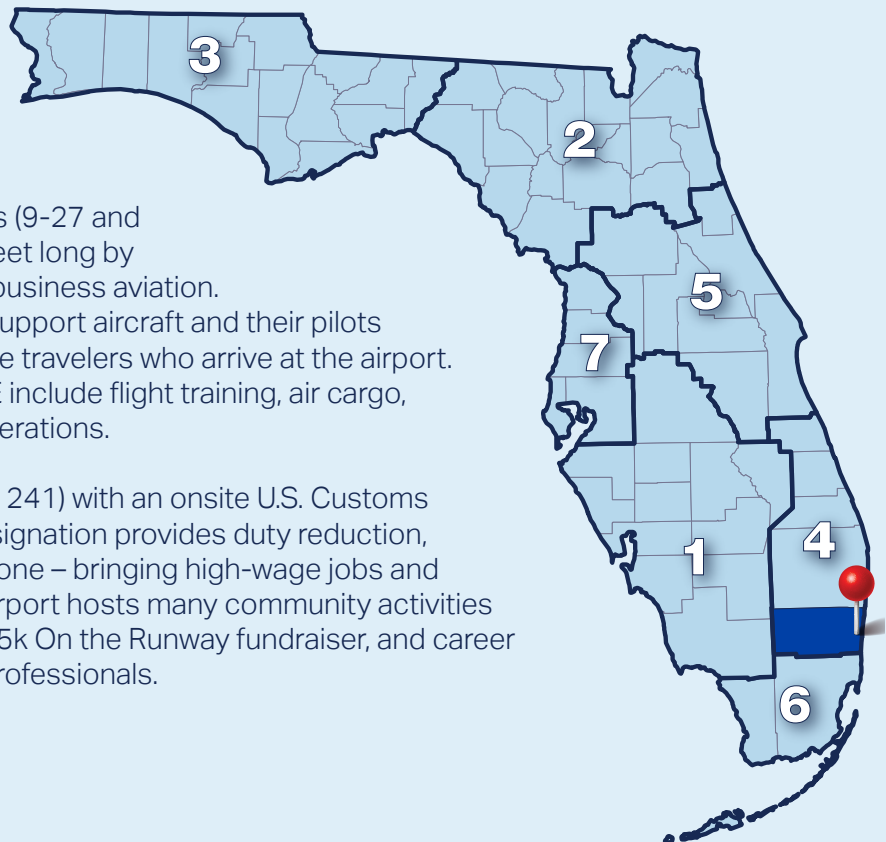 3
2
s (9-27 and
eet long by
business aviation.
5
upport aircraft and their pilots
e travelers who arrive at the airport.
7
E include flight training, air cargo,
erations.
241) with an onsite U.S. Customs
signation provides duty reduction,
4
one – bringing high-wage jobs and
1
irport hosts many community activities
5k On the Runway fundraiser, and career
rofessionals.
6